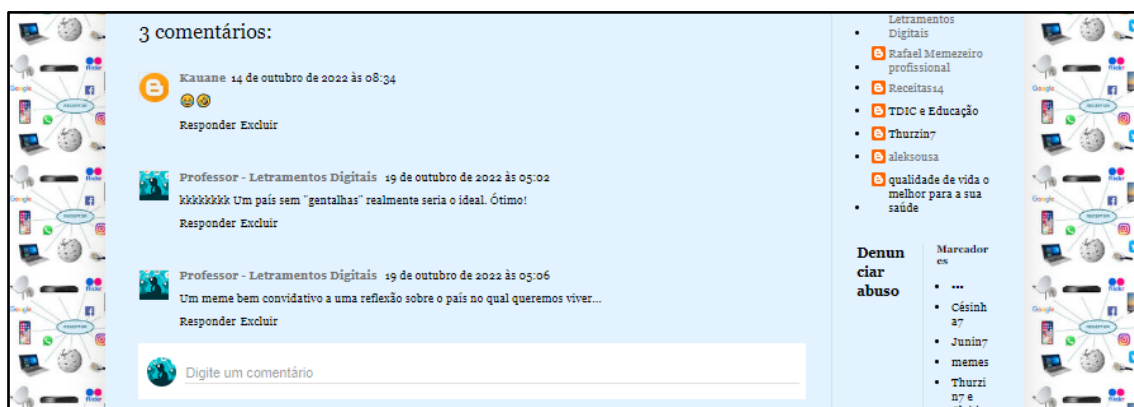 3 comentários:
Kauane 14 de outubro de 2022 às 08:34
Responder Excluir
Professor - Letramentos Digitais 19 de outubro de 2022 às 05:02
kkkkkkkk Um país sem "gentalhas" realmente seria o ideal. Ótimo!
Responder Excluir
Professor - Letramentos Digitais 19 de outubro de 2022 às 05:06
Um meme bem convidativo a uma reflexão sobre o país no qual queremos viver...
Responder Excluir
Digite um comentário
Letramentos
Digitais
Rafael Memezeiro
profissional
Receitas14
TDIC e Educação
Thurzin7
aleksousa
qualidade de vida o
melhor para a sua
saúde
Denun
ciar
abuso
Marcador
es
...
Césinh
a7
Junin7
memes
Thurzi
n7 e